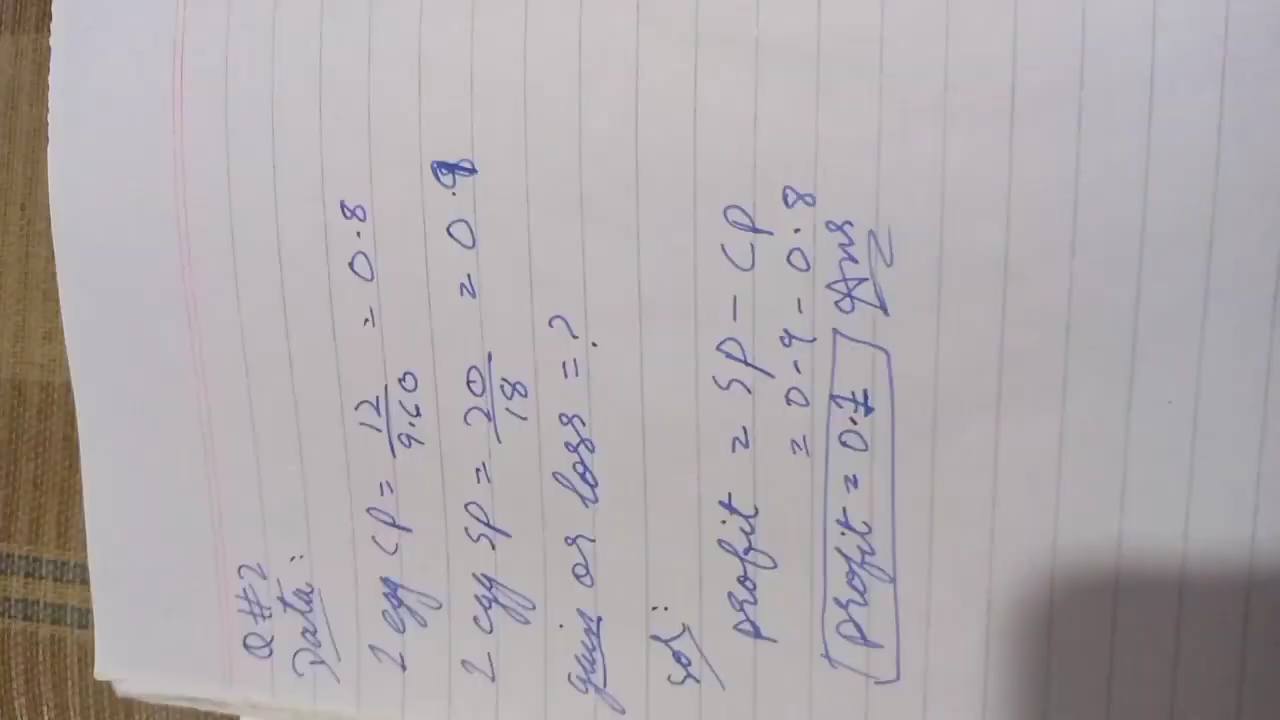 Q#2
Data:
1 egg CP = 12/9.60 = 0.8
1 egg SP = 20/18 = 0.9
gain or loss = ?
Sol:
profit = SP - CP
= 0.9 - 0.8
profit = 0.1 Ans